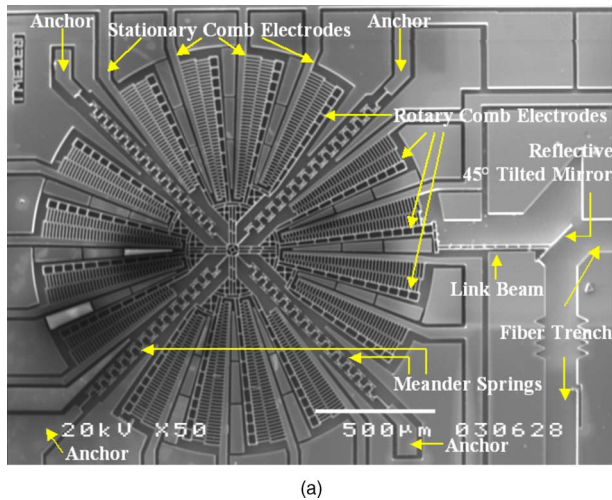 Anchor
Stationary Comb Electrodes
Anchor
IMETER
Rotary Comb Electrodes
Reflective
45° Tilted Mirror
Link Beam
Fiber Trench
Meander Springs
20kV X50 500μm 030628
Anchor
Anchor
(a)